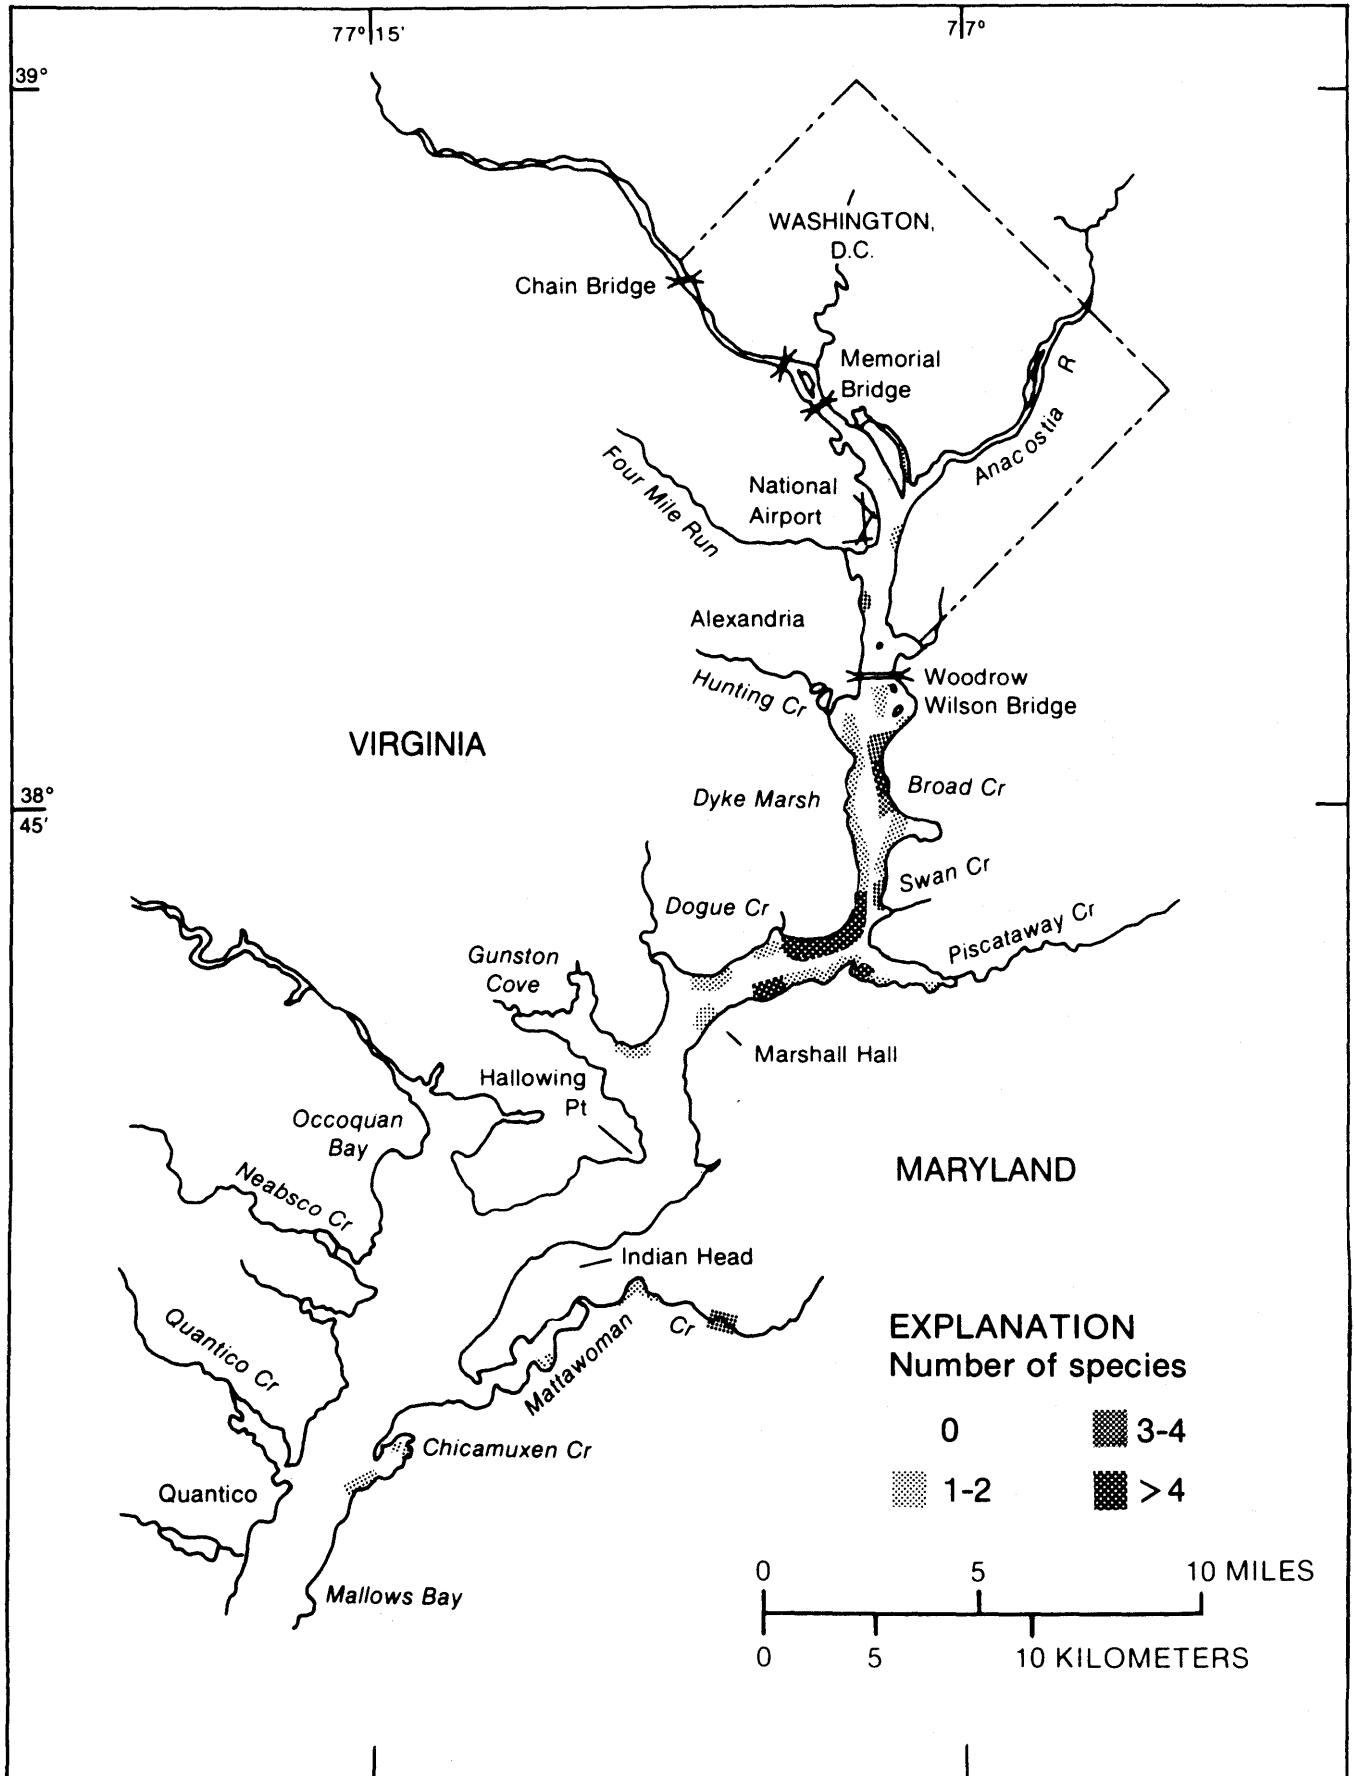 77° 15'
77°
39°
WASHINGTON,
D.C.
Chain Bridge
Memorial
Bridge
Anacostia R
Four Mile Run
National
Airport
Alexandria
Hunting Cr
Woodrow
Wilson Bridge
VIRGINIA
38°
45'
Dyke Marsh
Broad Cr
Swan Cr
Dogue Cr
Piscataway Cr
Gunston
Cove
Marshall Hall
Hallowing
Pt
Occoquan
Bay
Neabsco Cr
MARYLAND
Indian Head
Mattawoman Cr
Quantico Cr
Chicamuxen Cr
Quantico
Mallows Bay
EXPLANATION
Number of species
0
3-4
1-2
>4
0 5 10 MILES
0 5 10 KILOMETERS